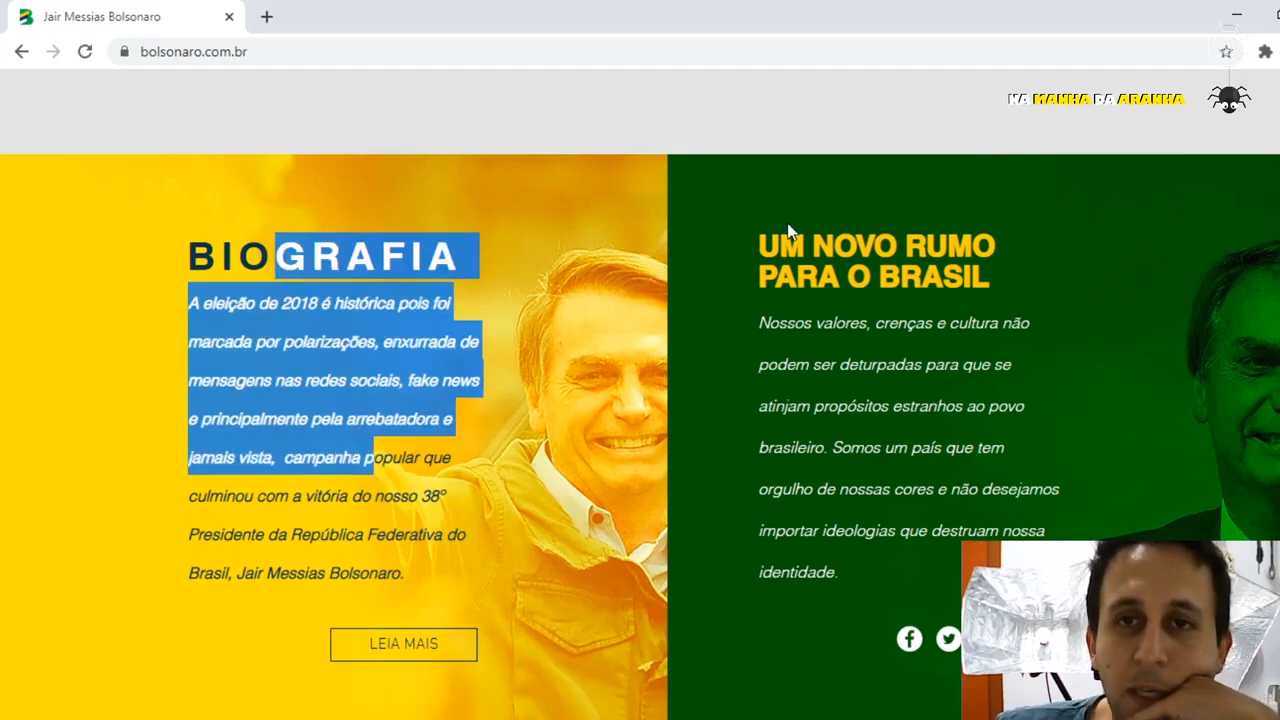 Jair Messias Bolsonaro
bolsonaro.com.br
NA MANHA DA ARANHA
BIOGRAFIA
A eleição de 2018 é histórica pois foi
marcada por polarizações, enxurrada de
mensagens nas redes sociais, fake news
e principalmente pela arrebatadora e
jamais vista, campanha popular que
culminou com a vitória do nosso 38º
Presidente da República Federativa do
Brasil, Jair Messias Bolsonaro.
LEIA MAIS
UM NOVO RUMO
PARA O BRASIL
Nossos valores, crenças e cultura não
podem ser deturpadas para que se
atinjam propósitos estranhos ao povo
brasileiro. Somos um país que tem
orgulho de nossas cores e não desejamos
importar ideologias que destruam nossa
identidade.